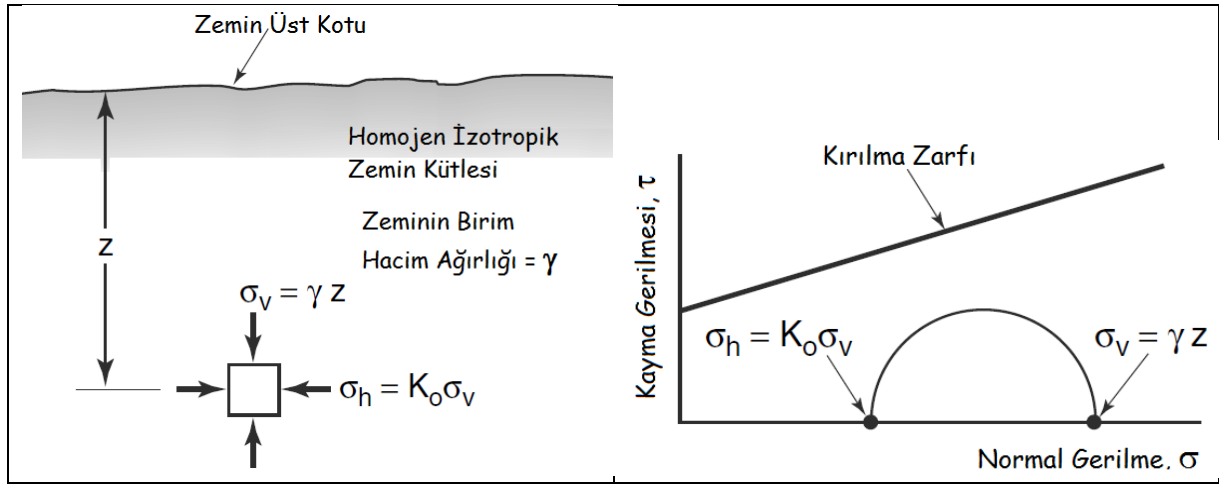 Zemin Üst Kotu
Homojen İzotropik
Zemin Kütlesi
Zeminin Birim
Hacim Ağırlığı = γ
z
σv = γ z
σh = Koσv
Kırılma Zarfı
Kayma Gerilmesi, τ
σh = Koσv
σv = γ z
Normal Gerilme, σ